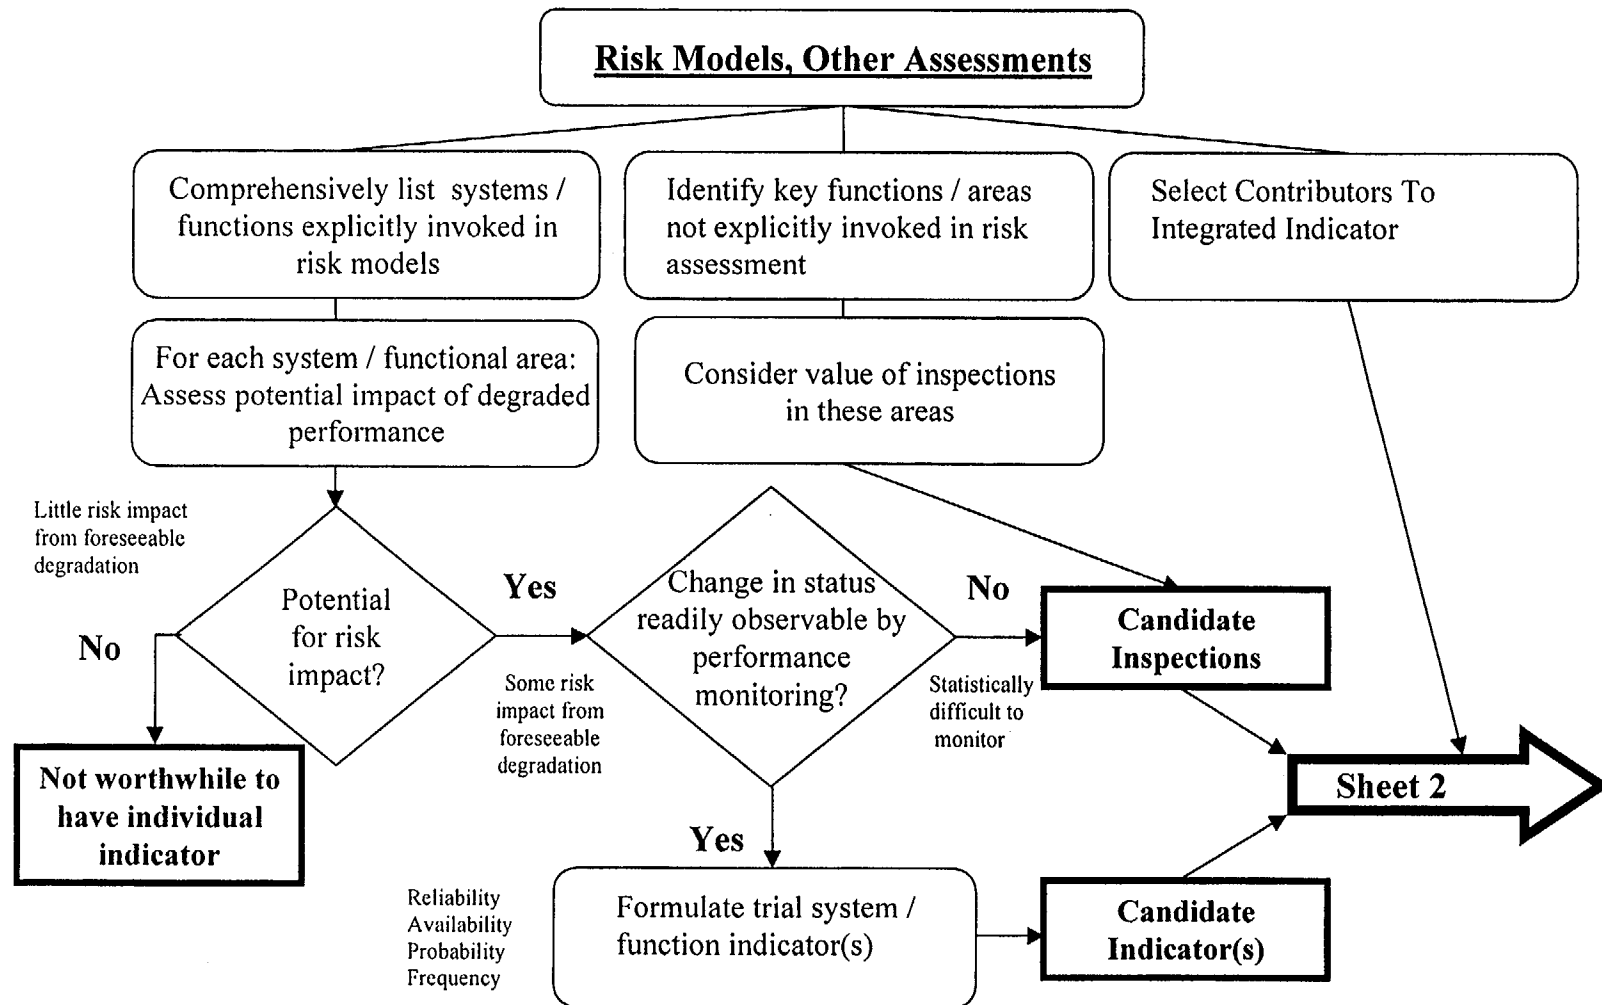 Risk Models, Other Assessments
Comprehensively list systems /
functions explicitly invoked in
risk models
Identify key functions / areas
not explicitly invoked in risk
assessment
Select Contributors To
Integrated Indicator
For each system / functional area:
Assess potential impact of degraded
performance
Consider value of inspections
in these areas
Little risk impact
from foreseeable
degradation
Potential
for risk
impact?
No
Yes
Some risk
impact from
foreseeable
degradation
Change in status
readily observable by
performance
monitoring?
No
Statistically
difficult to
monitor
Candidate
Inspections
Not worthwhile to
have individual
indicator
Sheet 2
Yes
Reliability
Availability
Probability
Frequency
Formulate trial system /
function indicator(s)
Candidate
Indicator(s)